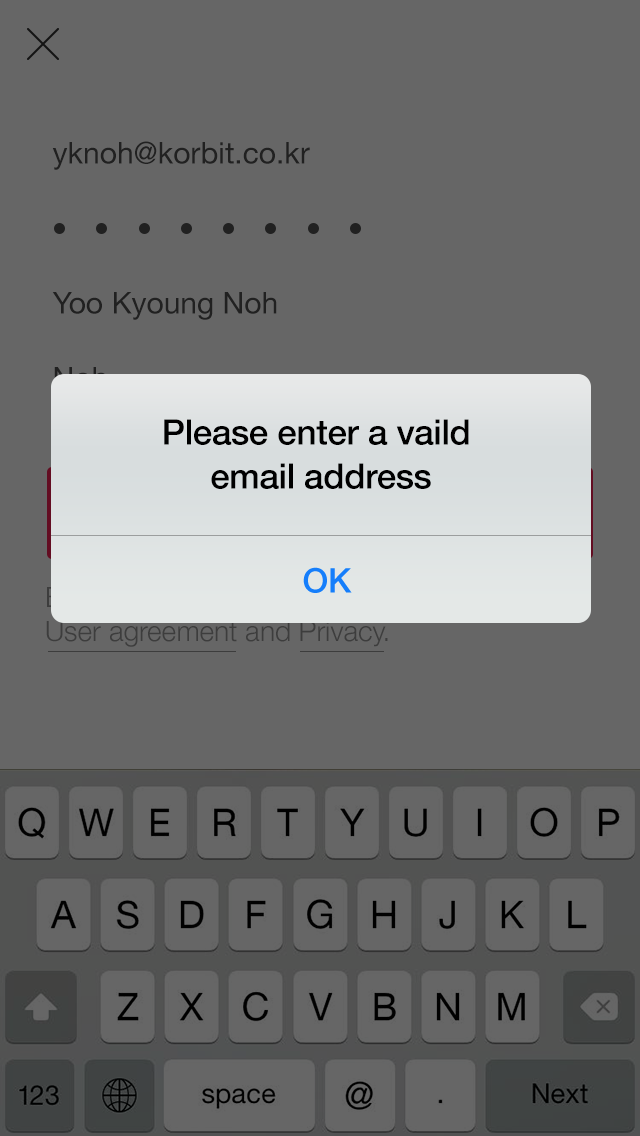 yknoh@korbit.co.kr
Yoo Kyoung Noh
Noh
Please enter a vaild
email address
OK
User agreement and Privacy.
Q W E R T Y U I O P
A S D F G H J K L
Z X C V B N M
123 space @ . Next